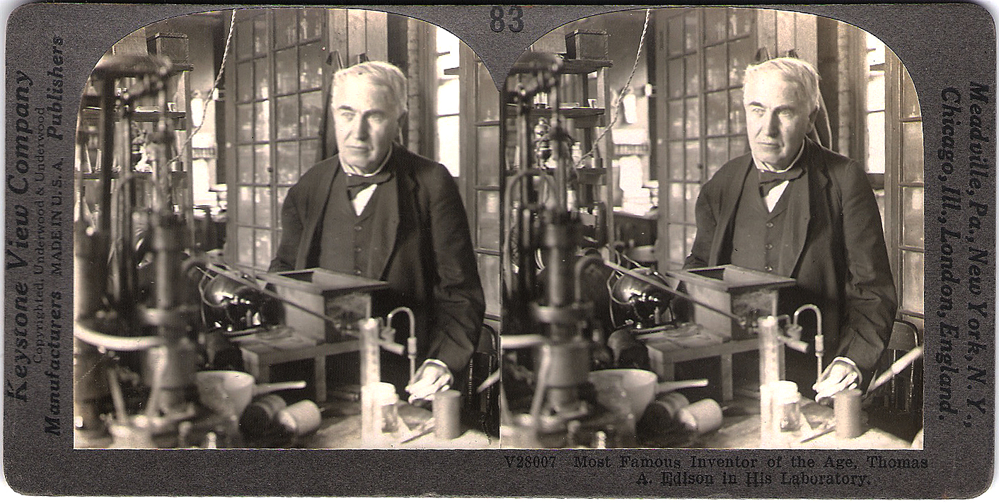 83
Keystone View Company
Copyrighted, Underwood & Underwood
Manufacturers MADE IN U.S.A. Publishers
Meadville, Pa., New York, N.Y.,
Chicago, Ill., London, England.
V28007 Most Famous Inventor of the Age, Thomas
A. Edison in His Laboratory.